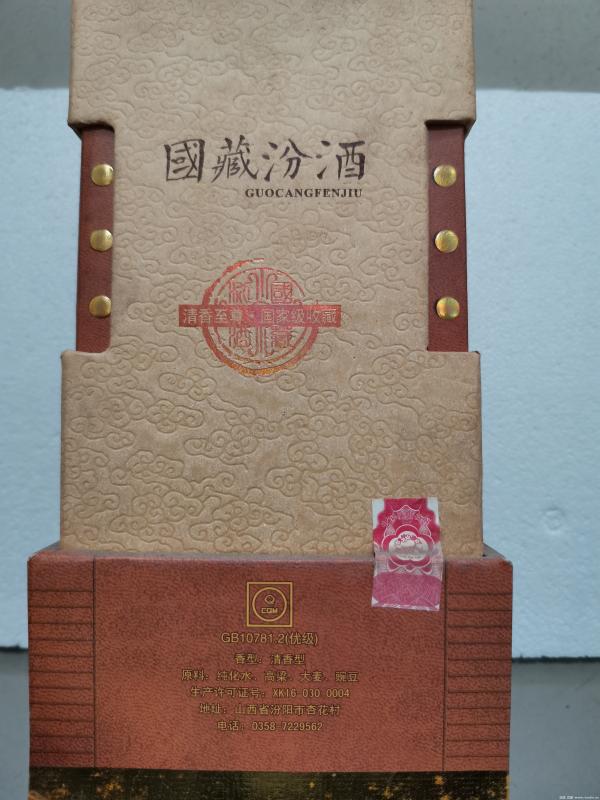 國藏汾酒
GUOCANGFENJIU
清香至尊 国家级收藏
Q
CQM
GB10781.2(优级)
香型：清香型
原料：纯化水、高粱、大麦、豌豆
生产许可证号：XK16-030 0004
地址：山西省汾阳市杏花村
电话：0358-7229562